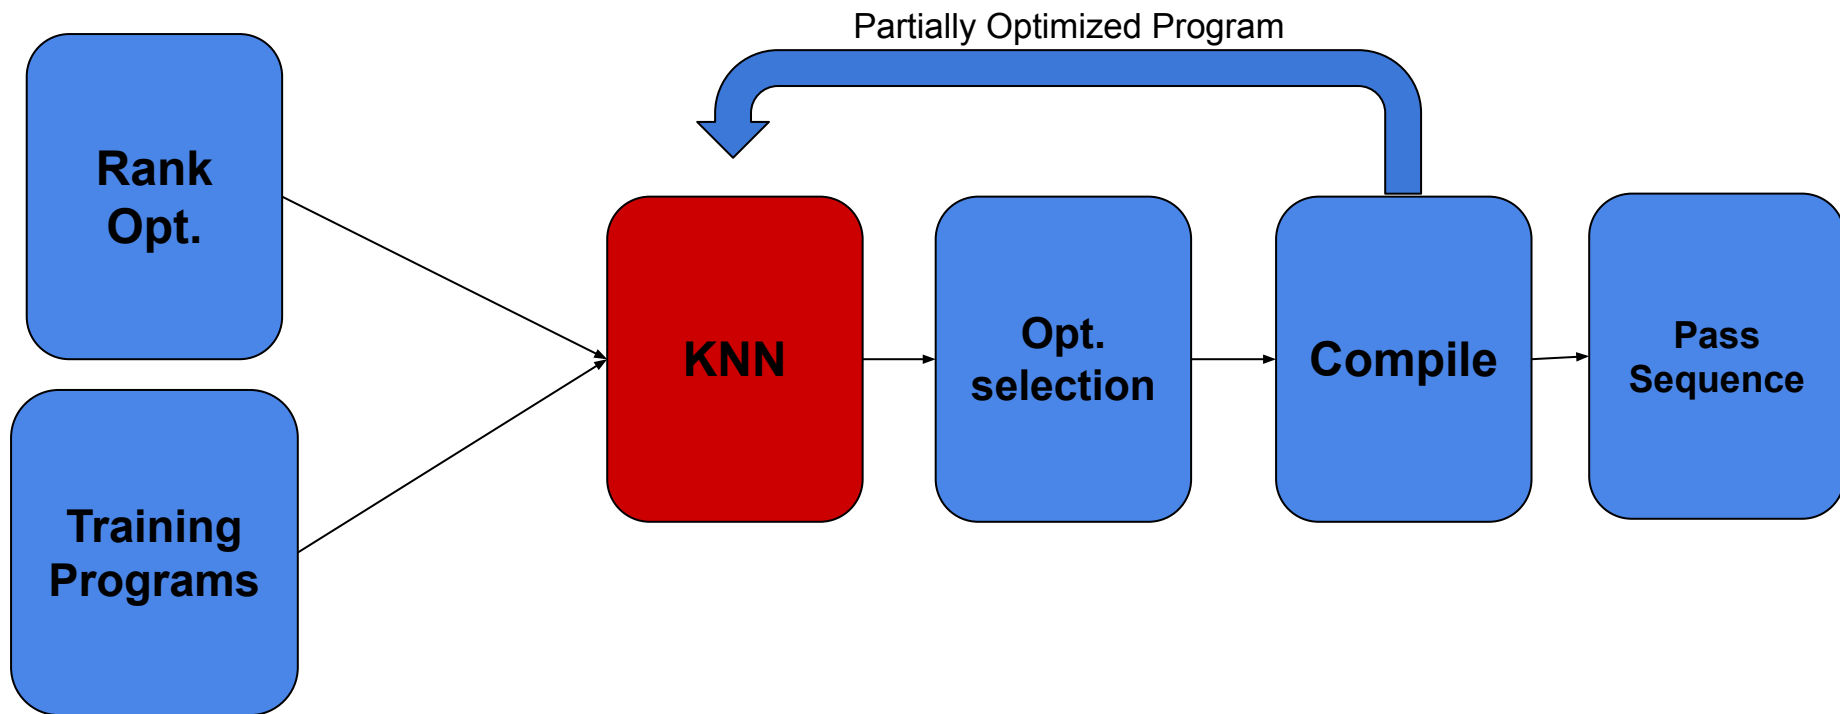 Partially Optimized Program
Rank
Opt.
Training
Programs
KNN
Opt.
selection
Compile
Pass
Sequence